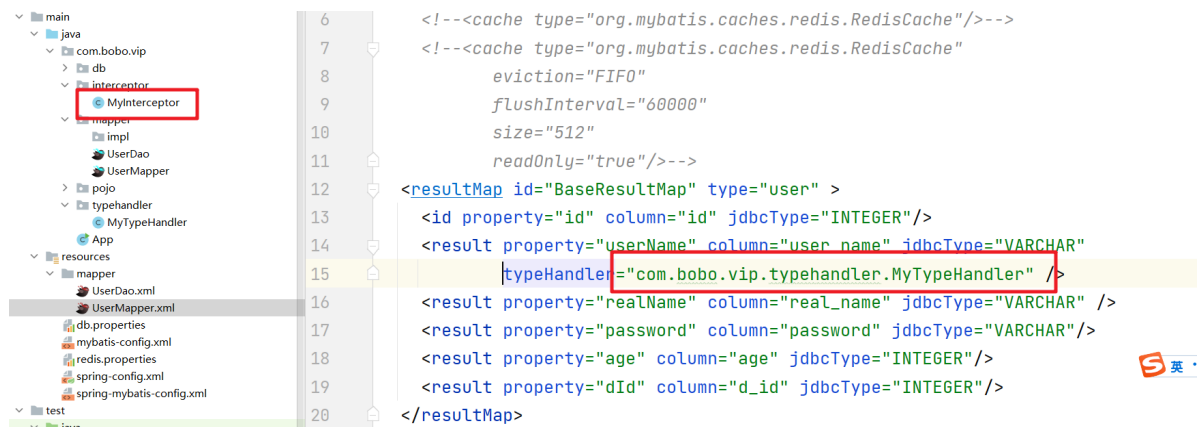 main
java
com.bobo.vip
db
interceptor
MyInterceptor
mapper
impl
UserDao
UserMapper
pojo
typehandler
MyTypeHandler
App
resources
mapper
UserDao.xml
UserMapper.xml
db.properties
mybatis-config.xml
redis.properties
spring-config.xml
spring-mybatis-config.xml
test
java
6 <!--<cache type="org.mybatis.caches.redis.RedisCache"/>-->
7 <!--<cache type="org.mybatis.caches.redis.RedisCache"
8 eviction="FIFO"
9 flushInterval="60000"
10 size="512"
11 readOnly="true"/>-->
12 <resultMap id="BaseResultMap" type="user" >
13 <id property="id" column="id" jdbcType="INTEGER"/>
14 <result property="userName" column="user_name" jdbcType="VARCHAR"
15 typeHandler="com.bobo.vip.typehandler.MyTypeHandler" />
16 <result property="realName" column="real_name" jdbcType="VARCHAR" />
17 <result property="password" column="password" jdbcType="VARCHAR"/>
18 <result property="age" column="age" jdbcType="INTEGER"/>
19 <result property="dId" column="d_id" jdbcType="INTEGER"/>
20 </resultMap>
S 英